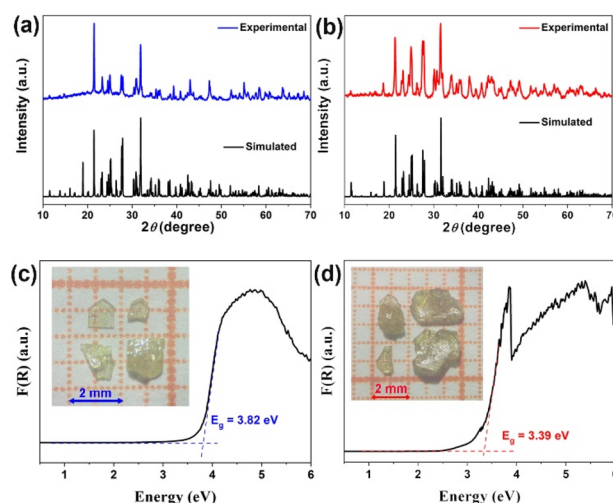 (a)
Experimental
Simulated
Intensity (a.u.)
10 20 30 40 50 60 70
2θ (degree)
(b)
Experimental
Simulated
Intensity (a.u.)
10 20 30 40 50 60 70
2θ (degree)
(c)
2 mm
E_g = 3.82 eV
F(R) (a.u.)
1 2 3 4 5 6
Energy (eV)
(d)
2 mm
E_g = 3.39 eV
F(R) (a.u.)
1 2 3 4 5 6
Energy (eV)